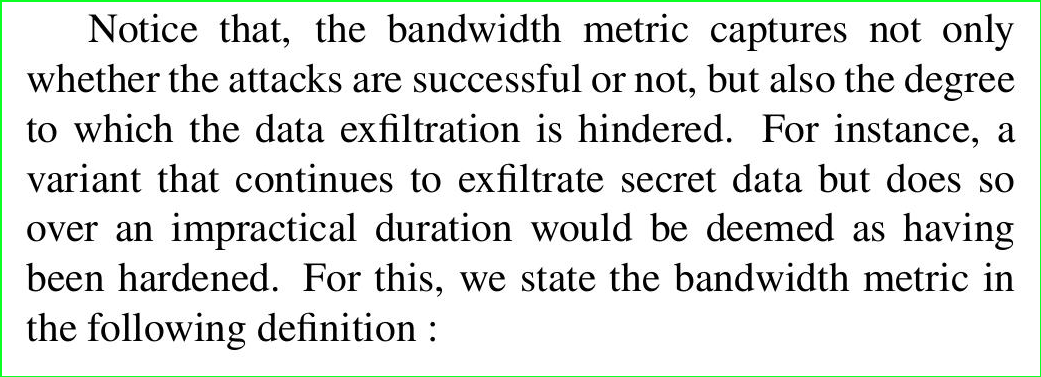 Notice that, the bandwidth metric captures not only
whether the attacks are successful or not, but also the degree
to which the data exfiltration is hindered. For instance, a
variant that continues to exfiltrate secret data but does so
over an impractical duration would be deemed as having
been hardened. For this, we state the bandwidth metric in
the following definition :